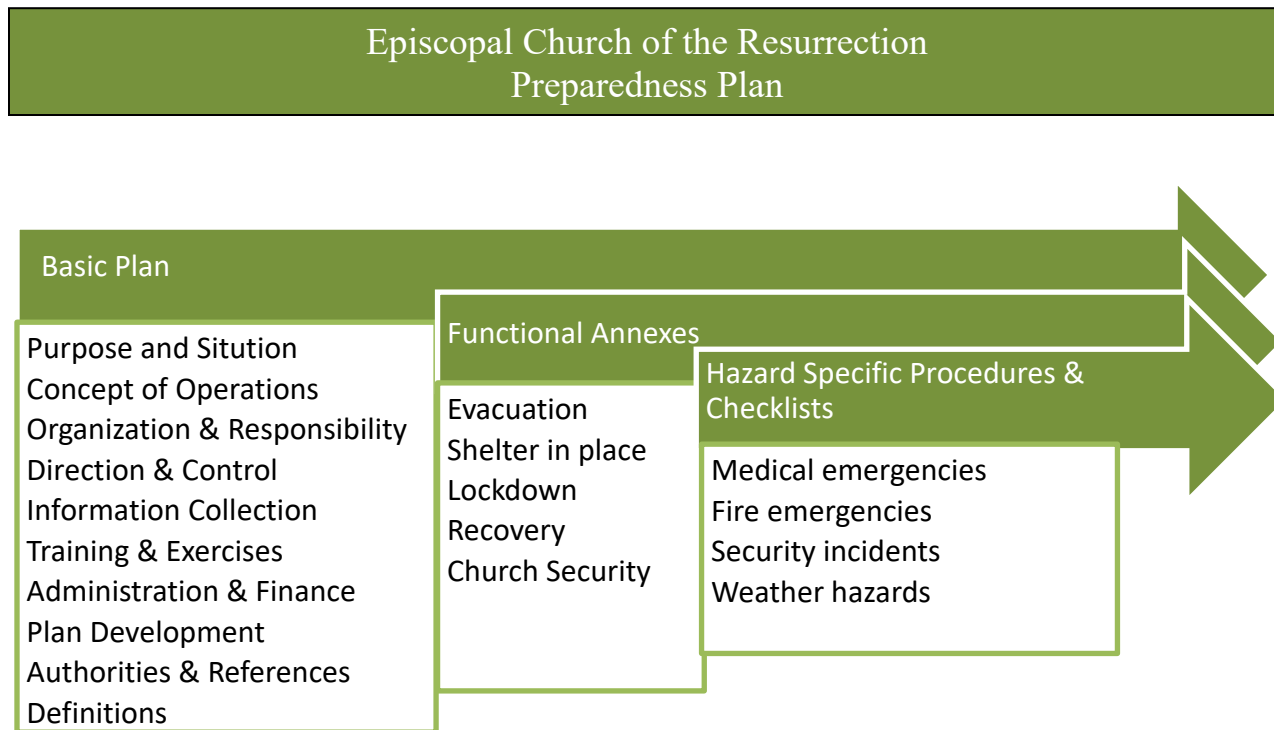 Episcopal Church of the Resurrection
Preparedness Plan
Basic Plan
Purpose and Sitution
Concept of Operations
Organization & Responsibility
Direction & Control
Information Collection
Training & Exercises
Administration & Finance
Plan Development
Authorities & References
Definitions
Functional Annexes
Evacuation
Shelter in place
Lockdown
Recovery
Church Security
Hazard Specific Procedures &
Checklists
Medical emergencies
Fire emergencies
Security incidents
Weather hazards